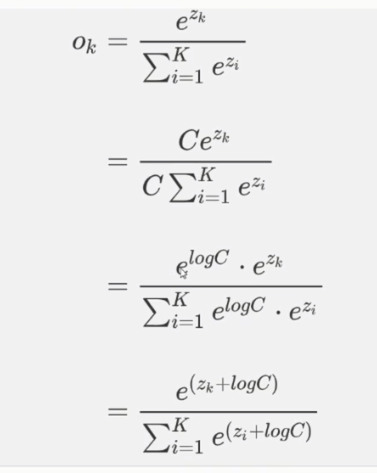 o_k = \frac{e^{z_k}}{\sum_{i=1}^{K} e^{z_i}}
= \frac{Ce^{z_k}}{C\sum_{i=1}^{K} e^{z_i}}
= \frac{e^{logC} \cdot e^{z_k}}{\sum_{i=1}^{K} e^{logC} \cdot e^{z_i}}
= \frac{e^{(z_k+logC)}}{\sum_{i=1}^{K} e^{(z_i+logC)}}